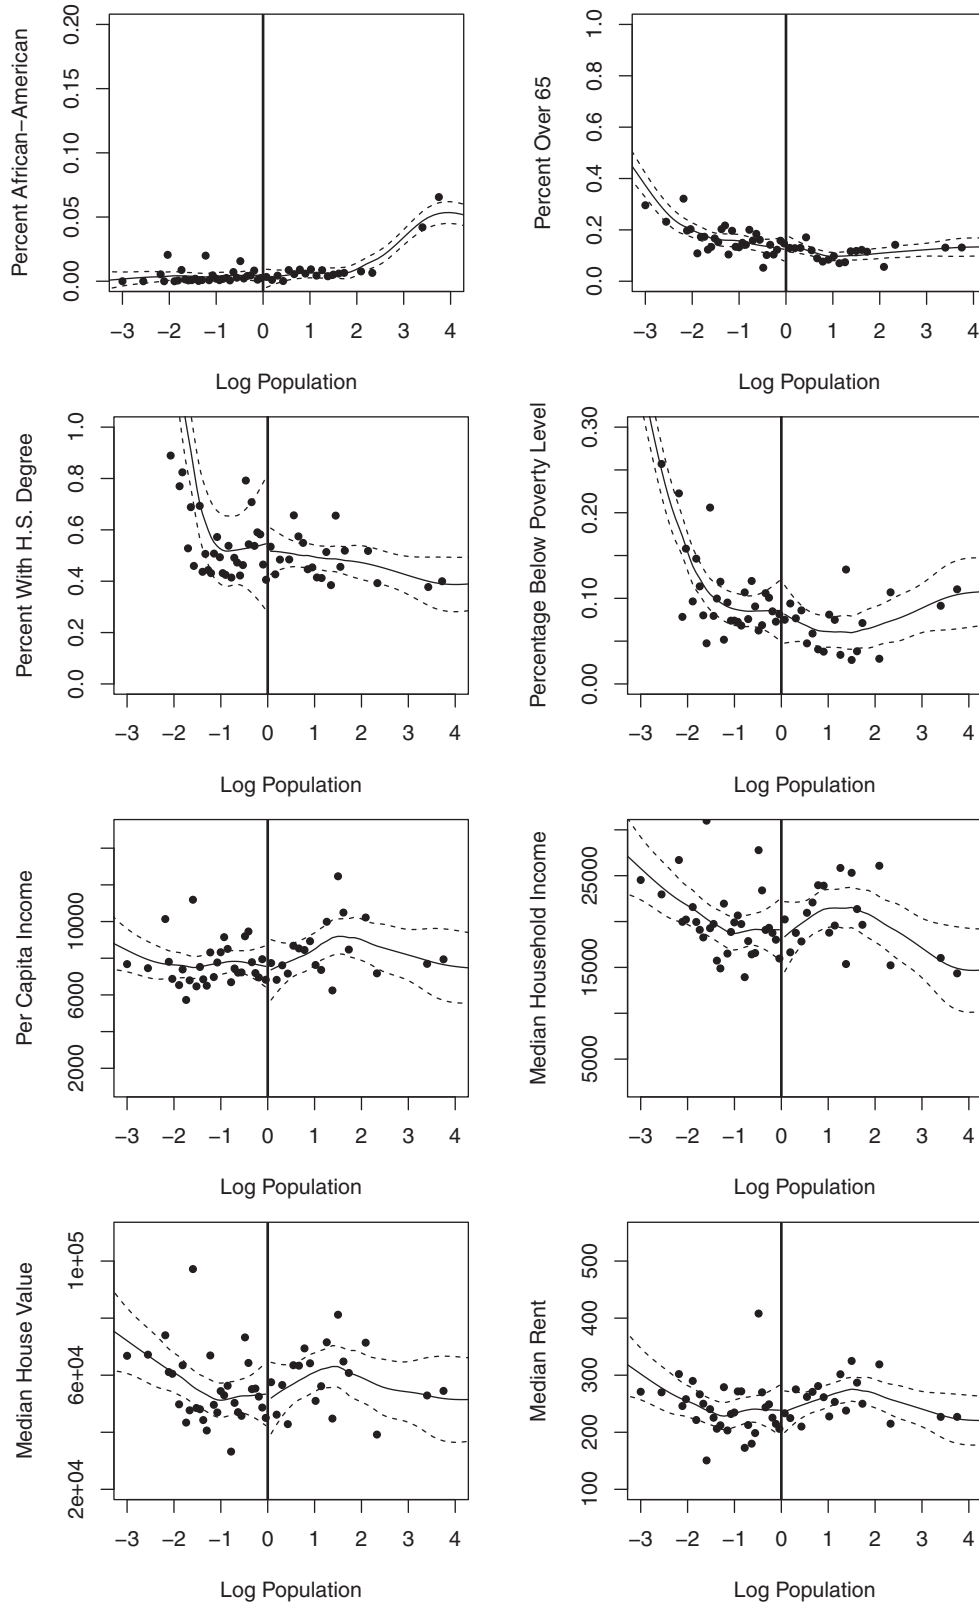 Percent African–American
0.00 0.05 0.10 0.15 0.20
−3 −2 −1 0 1 2 3 4
Log Population
Percent Over 65
0.0 0.2 0.4 0.6 0.8 1.0
−3 −2 −1 0 1 2 3 4
Log Population
Percent With H.S. Degree
0.0 0.2 0.4 0.6 0.8 1.0
−3 −2 −1 0 1 2 3 4
Log Population
Percentage Below Poverty Level
0.00 0.10 0.20 0.30
−3 −2 −1 0 1 2 3 4
Log Population
Per Capita Income
2000 6000 10000
−3 −2 −1 0 1 2 3 4
Log Population
Median Household Income
5000 15000 25000
−3 −2 −1 0 1 2 3 4
Log Population
Median House Value
2e+04 6e+04 1e+05
−3 −2 −1 0 1 2 3 4
Log Population
Median Rent
100 200 300 400 500
−3 −2 −1 0 1 2 3 4
Log Population